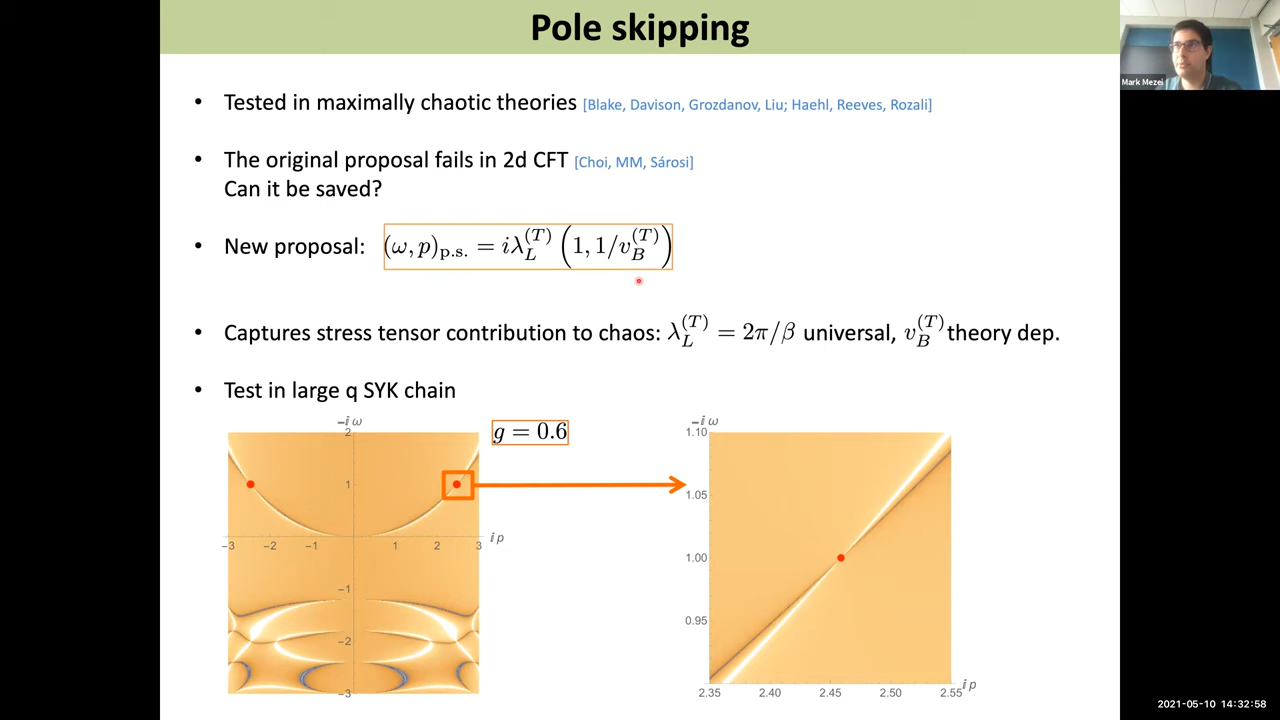 Pole skipping
Mark Mezei
• Tested in maximally chaotic theories [Blake, Davison, Grozdanov, Liu; Haehl, Reeves, Rozali]
• The original proposal fails in 2d CFT [Choi, MM, Sárosi]
Can it be saved?
• New proposal: (ω, p)p.s. = iλ_L^(T) (1, 1/v_B^(T))
• Captures stress tensor contribution to chaos: λ_L^(T) = 2π/β universal, v_B^(T) theory dep.
• Test in large q SYK chain
-ⅈ ω
2
1
-3 -2 -1 1 2 3 ⅈ p
-1
-2
-3
g = 0.6
-ⅈ ω
1.10
1.05
1.00
0.95
2.35 2.40 2.45 2.50 2.55 ⅈ p
2021-05-10 14:32:58